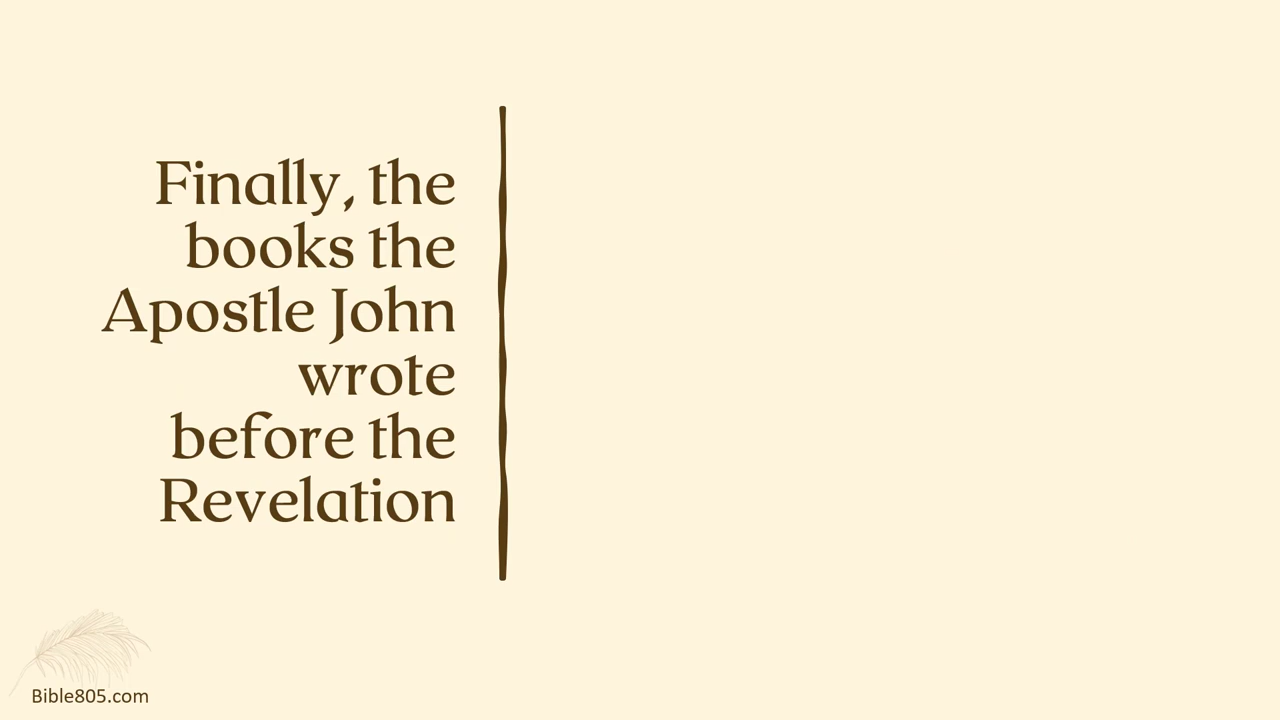 Finally, the
books the
Apostle John
wrote
before the
Revelation
Bible805.com